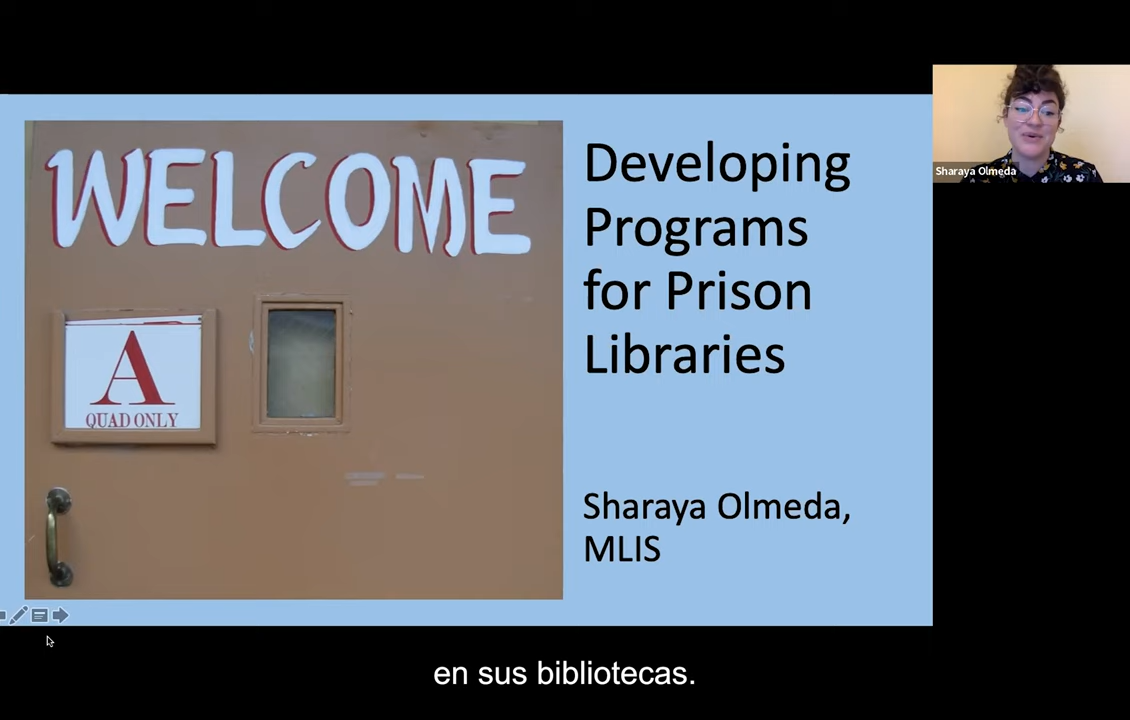 WELCOME
A
QUAD ONLY
Developing
Programs
for Prison
Libraries
Sharaya Olmeda,
MLIS
Sharaya Olmeda
en sus bibliotecas.